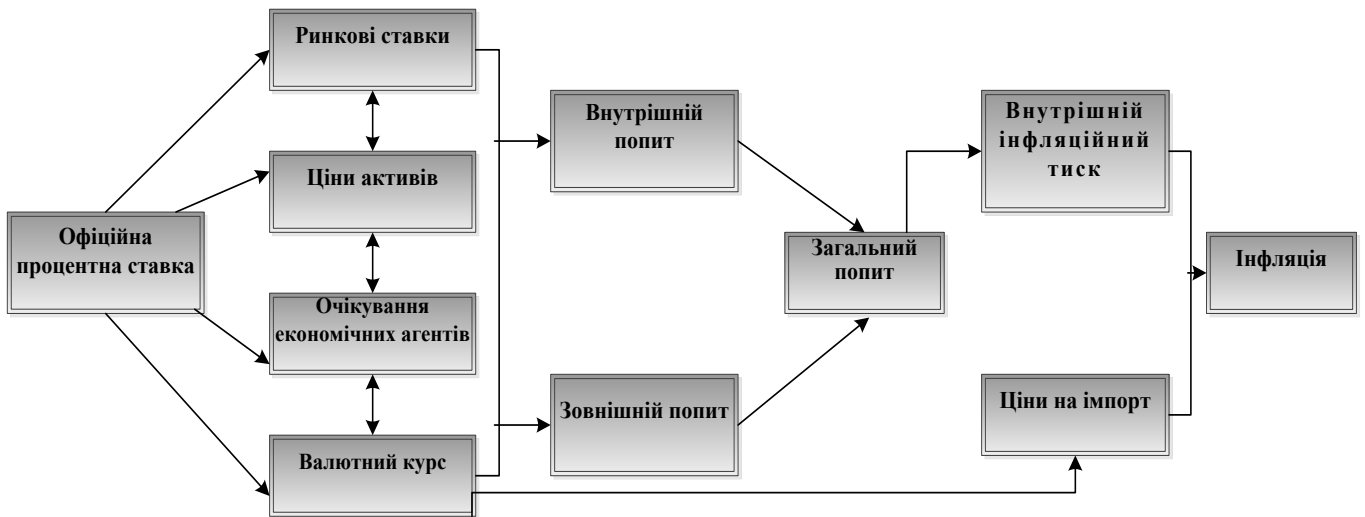 Ринкові ставки
Ціни активів
Офіційна
процентна ставка
Очікування
економічних агентів
Валютний курс
Внутрішній
попит
Зовнішній попит
Загальний
попит
Внутрішній
інфляційний
тиск
Ціни на імпорт
Інфляція